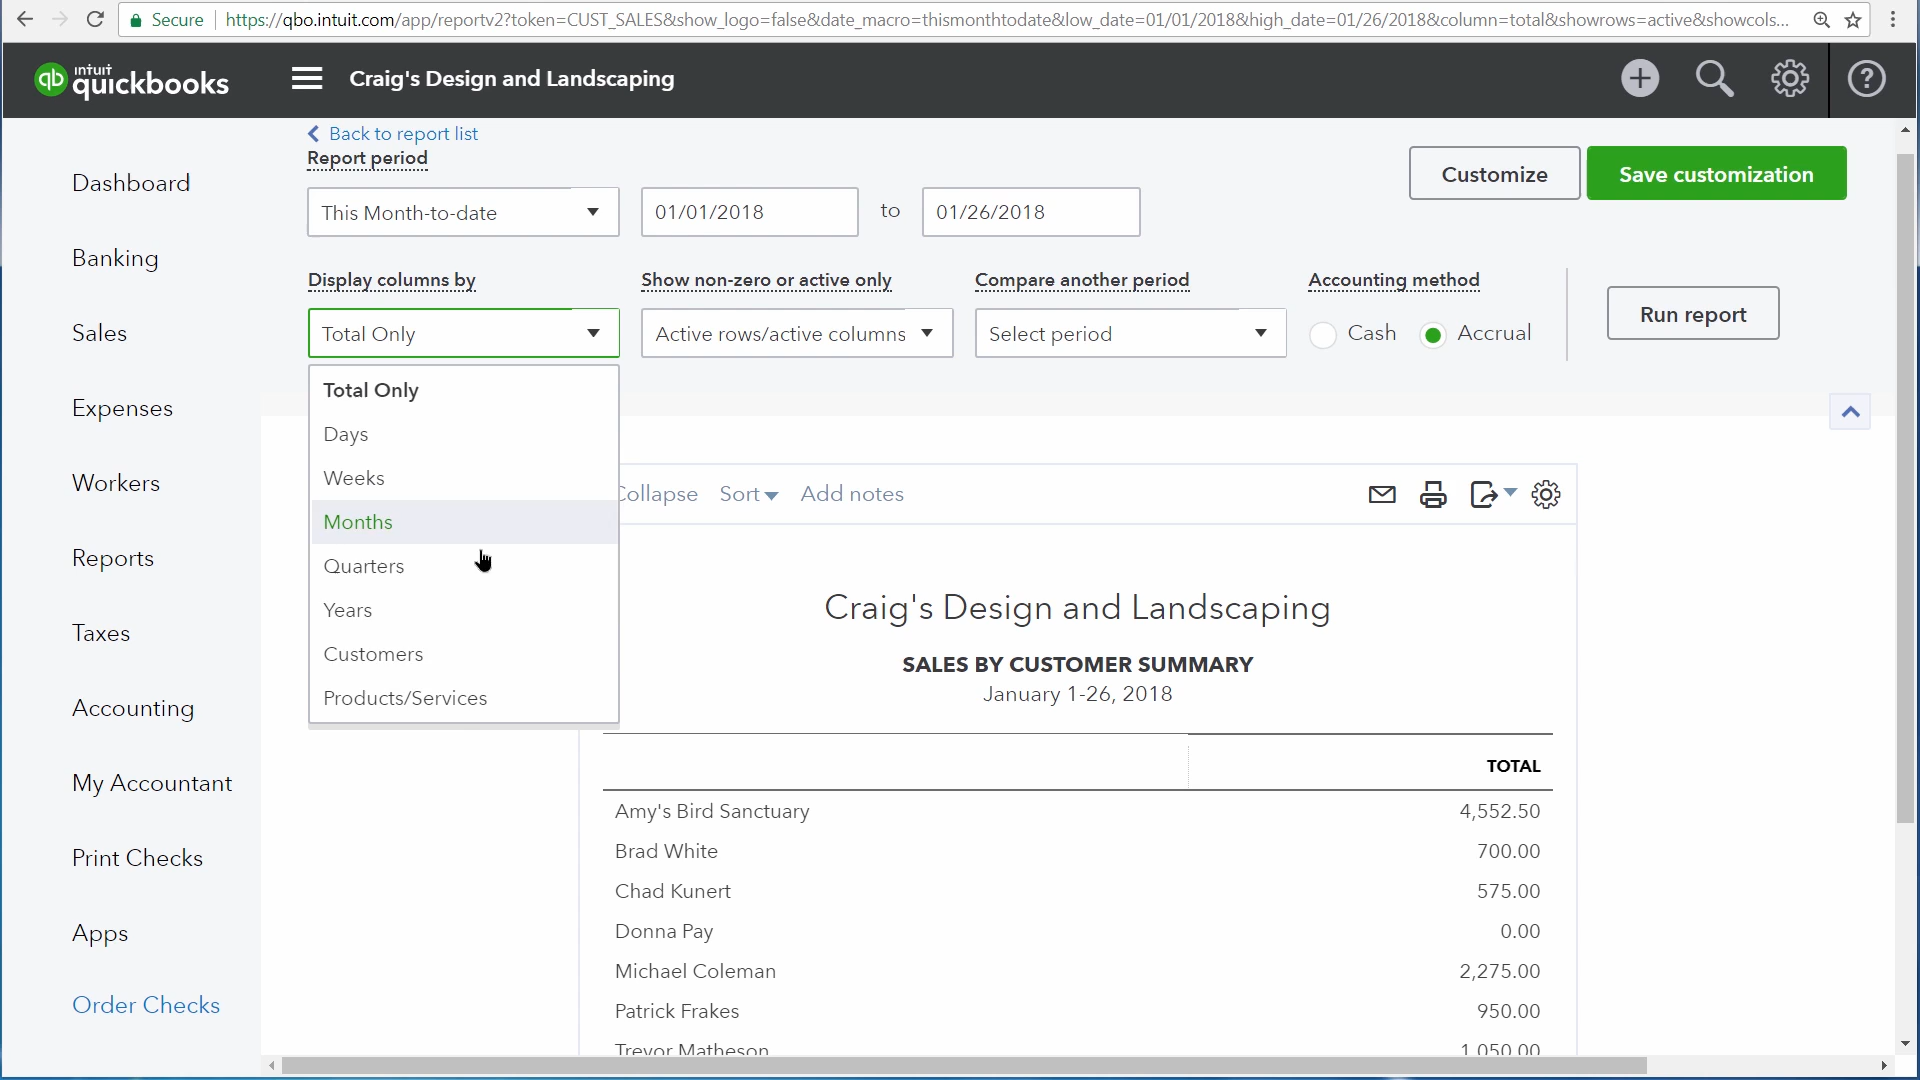 Secure https://qbo.intuit.com/app/reportv2?token=CUST_SALES&show_logo=false&date_macro=thismonthtodate&low_date=01/01/2018&high_date=01/26/2018&column=total&showrows=active&showcols...
intuit
quickbooks
qb
Craig's Design and Landscaping
Back to report list
Report period
Customize
Save customization
This Month-to-date
01/01/2018
to
01/26/2018
Display columns by
Show non-zero or active only
Compare another period
Accounting method
Total Only
Active rows/active columns
Select period
Cash
Accrual
Run report
Total Only
Days
Weeks
Months
Quarters
Years
Customers
Products/Services
Dashboard
Banking
Sales
Expenses
Workers
Reports
Taxes
Accounting
My Accountant
Print Checks
Apps
Order Checks
Collapse Sort Add notes
Craig's Design and Landscaping
SALES BY CUSTOMER SUMMARY
January 1-26, 2018
TOTAL
Amy's Bird Sanctuary 4,552.50
Brad White 700.00
Chad Kunert 575.00
Donna Pay 0.00
Michael Coleman 2,275.00
Patrick Frakes 950.00
Trevor Matheson 1,050.00